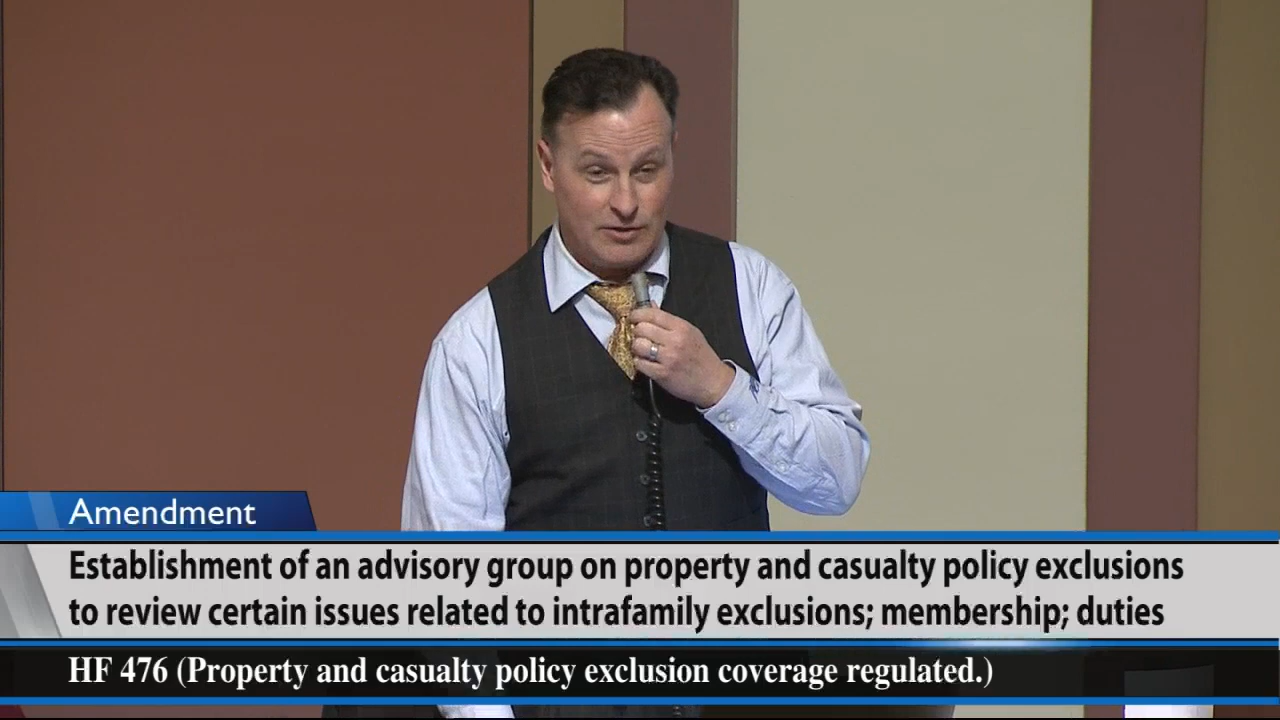 Amendment
Establishment of an advisory group on property and casualty policy exclusions
to review certain issues related to intrafamily exclusions; membership; duties
HF 476 (Property and casualty policy exclusion coverage regulated.)